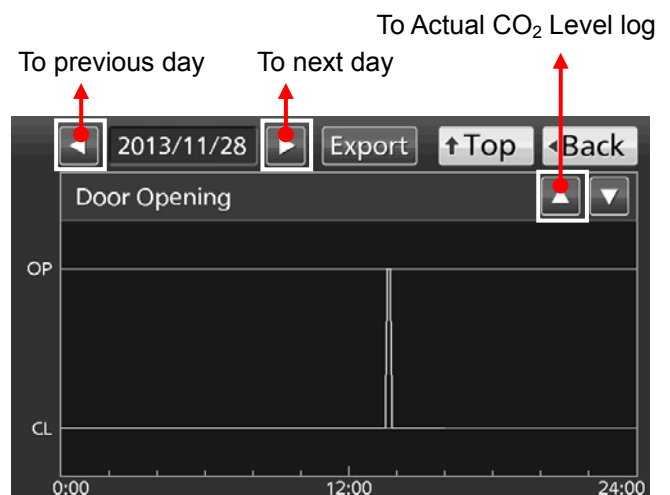 To Actual CO₂ Level log
To previous day To next day
2013/11/28 Export Top Back
Door Opening
OP
CL
0:00 12:00 24:00